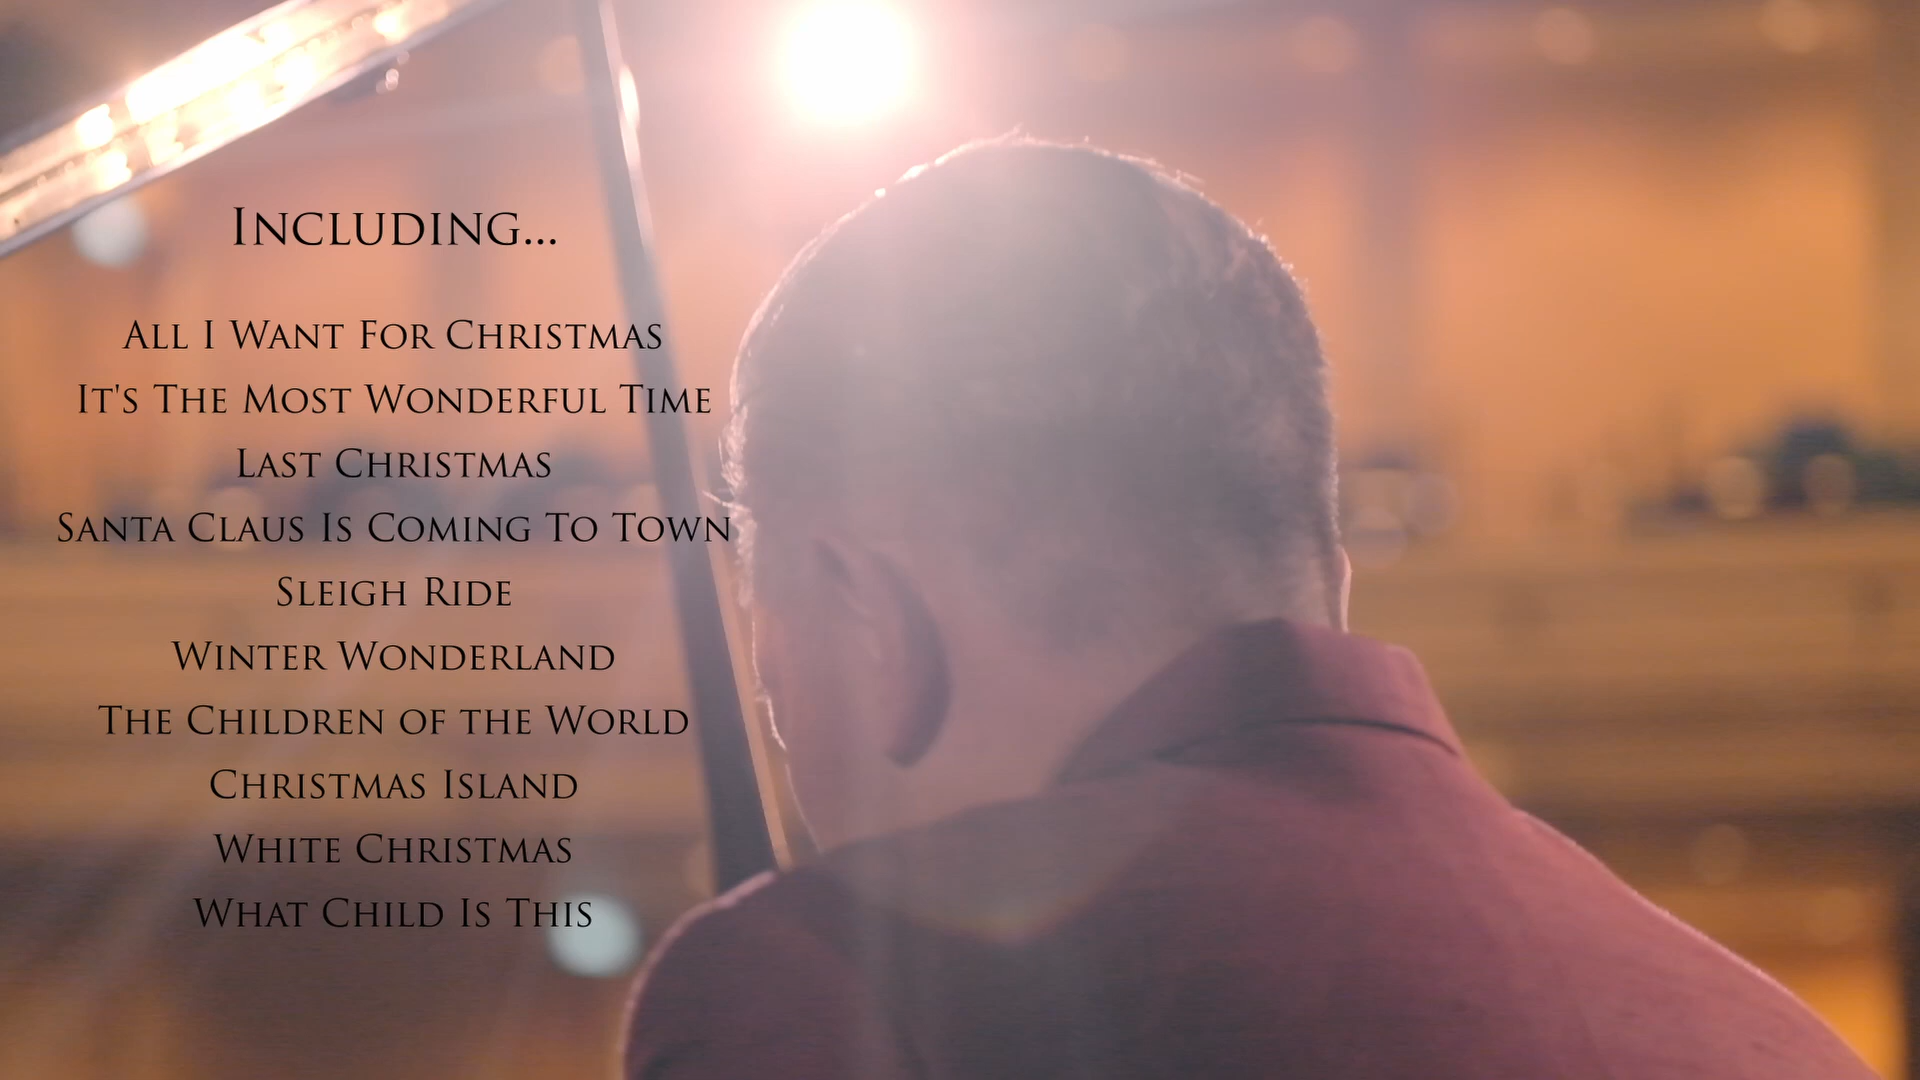 Including...
All I Want For Christmas
It's The Most Wonderful Time
Last Christmas
Santa Claus Is Coming To Town
Sleigh Ride
Winter Wonderland
The Children of the World
Christmas Island
White Christmas
What Child Is This